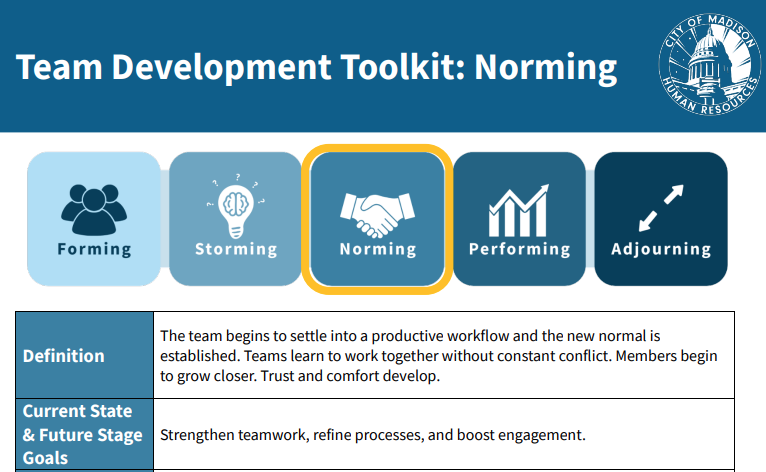 Team Development Toolkit: Norming
CITY OF MADISON
HUMAN RESOURCES
? ? ? ?
Forming
Storming
Norming
Performing
Adjourning
Definition
The team begins to settle into a productive workflow and the new normal is
established. Teams learn to work together without constant conflict. Members begin
to grow closer. Trust and comfort develop.
Current State
& Future Stage
Goals
Strengthen teamwork, refine processes, and boost engagement.